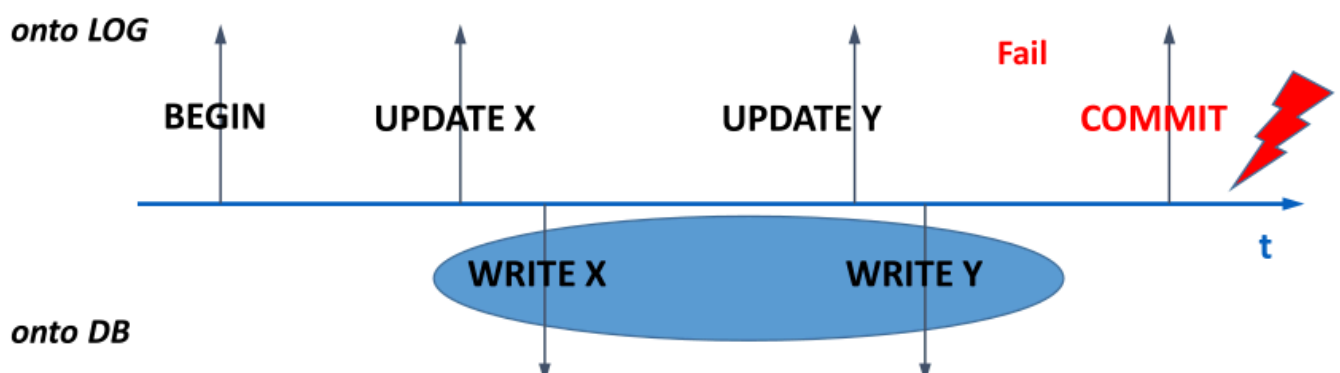 onto LOG
Fail
BEGIN
UPDATE X
UPDATE Y
COMMIT
t
WRITE X
WRITE Y
onto DB